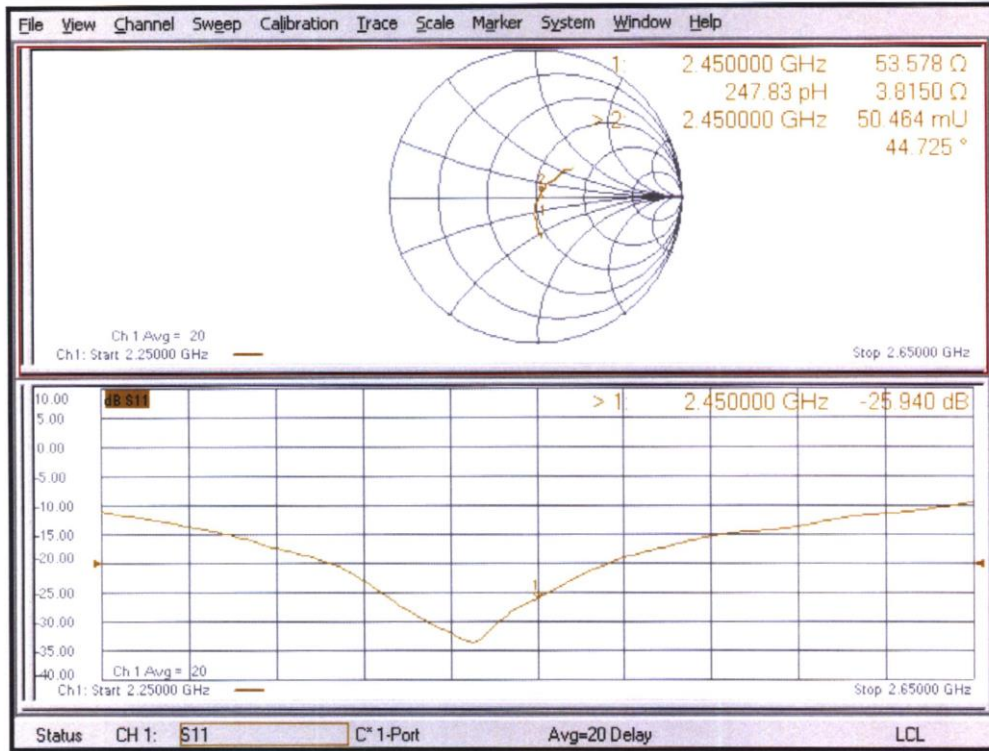 File View Channel Sweep Calibration Trace Scale Marker System Window Help
1: 2.450000 GHz 53.578 Ω
247.83 pH 3.8150 Ω
> 2: 2.450000 GHz 50.464 mU
44.725 °
2
1
Ch 1 Avg = 20
Ch1: Start 2.25000 GHz
Stop 2.65000 GHz
10.00
dB S11
> 1: 2.450000 GHz -25.940 dB
5.00
0.00
-5.00
-10.00
-15.00
-20.00
-25.00
1
-30.00
-35.00
-40.00
Ch 1 Avg = 20
Ch1: Start 2.25000 GHz
Stop 2.65000 GHz
Status CH 1: S11 C* 1-Port Avg=20 Delay LCL